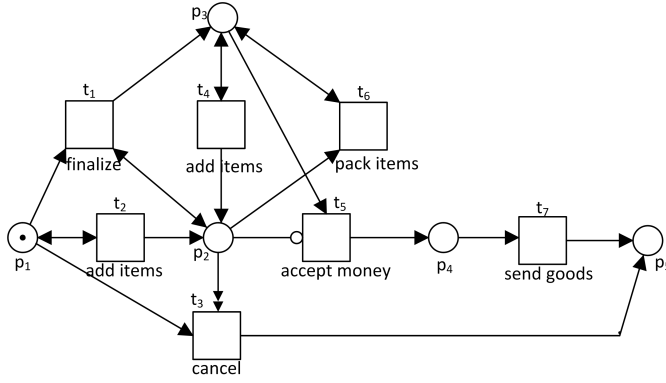 p₃
t₁
t₄
t₆
finalize
add items
pack items
t₂
t₅
t₇
p₁
add items
p₂
accept money
p₄
send goods
p₅
t₃
cancel